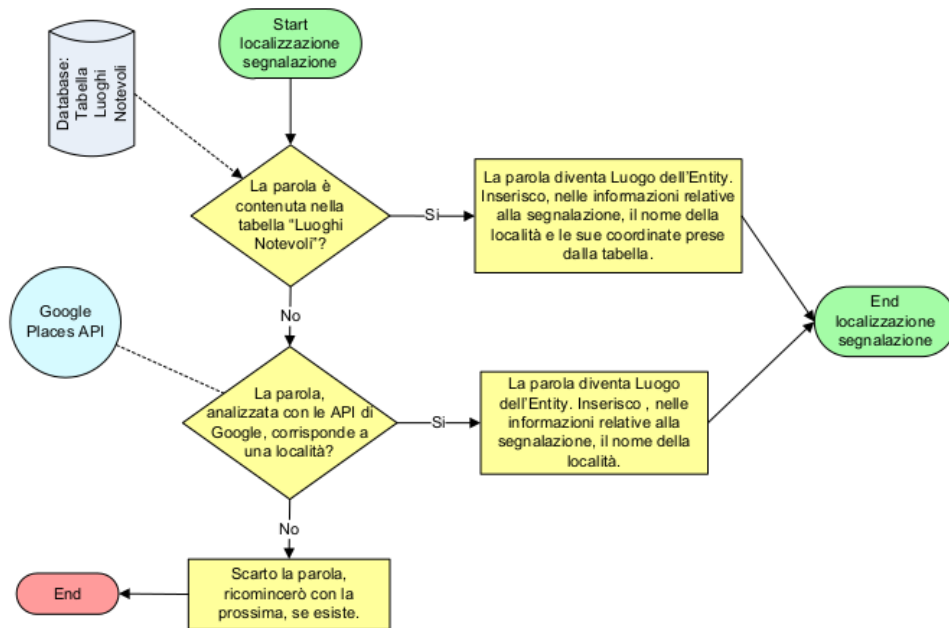 Start
localizzazione
segnalazione
Database:
Tabella
Luoghi
Notevoli
La parola è
contenuta nella
tabella “Luoghi
Notevoli”?
Si
La parola diventa Luogo dell’Entity.
Inserisco, nelle informazioni relative
alla segnalazione, il nome della
località e le sue coordinate prese
dalla tabella.
No
Google
Places API
End
localizzazione
segnalazione
La parola,
analizzata con le API di
Google, corrisponde a
una località?
Si
La parola diventa Luogo
dell’Entity. Inserisco , nelle
informazioni relative alla
segnalazione, il nome della
località.
No
Scarto la parola,
ricomincerò con la
prossima, se esiste.
End